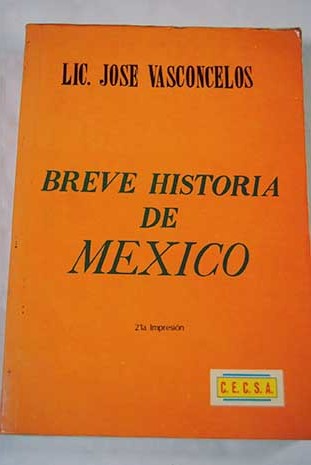 LIC. JOSE VASCONCELOS
BREVE HISTORIA
DE
MEXICO
21a Impresión
C.E.C.S.A.